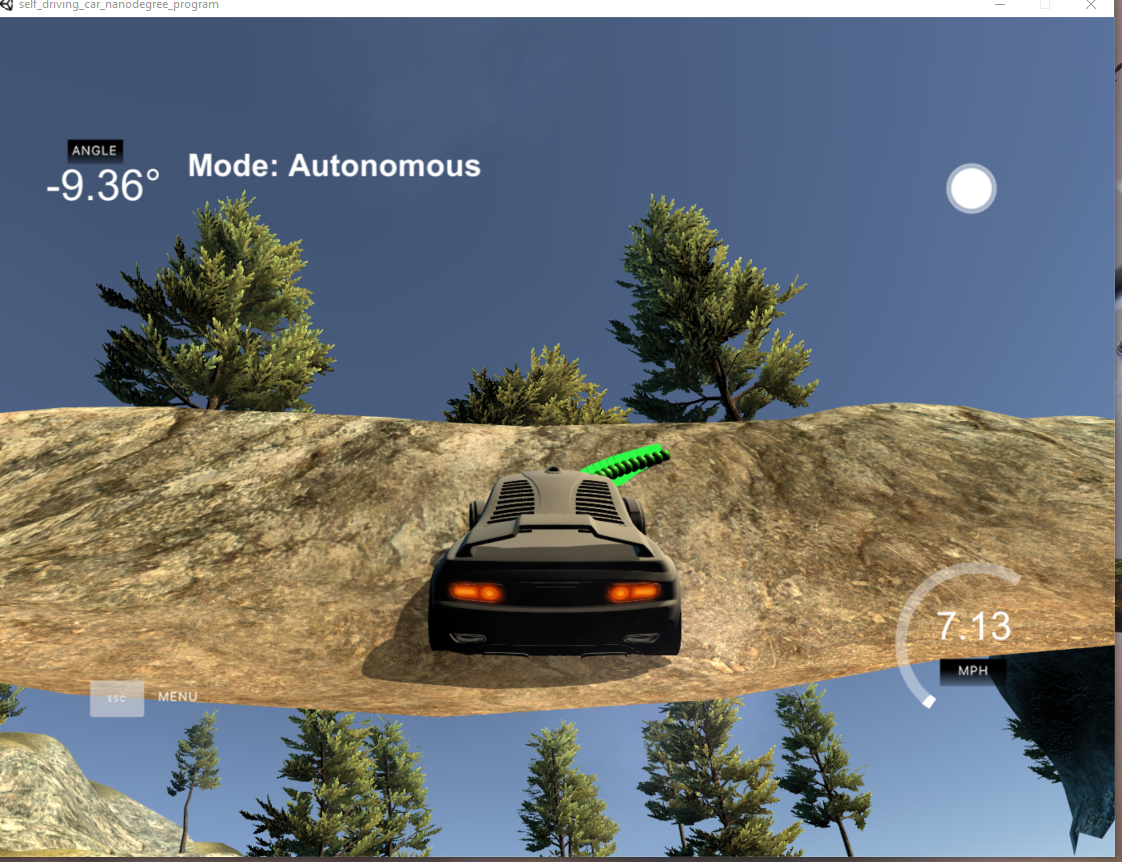 self_driving_car_nanodegree_program
ANGLE
-9.36°
Mode: Autonomous
7.13
MPH
ESC
MENU